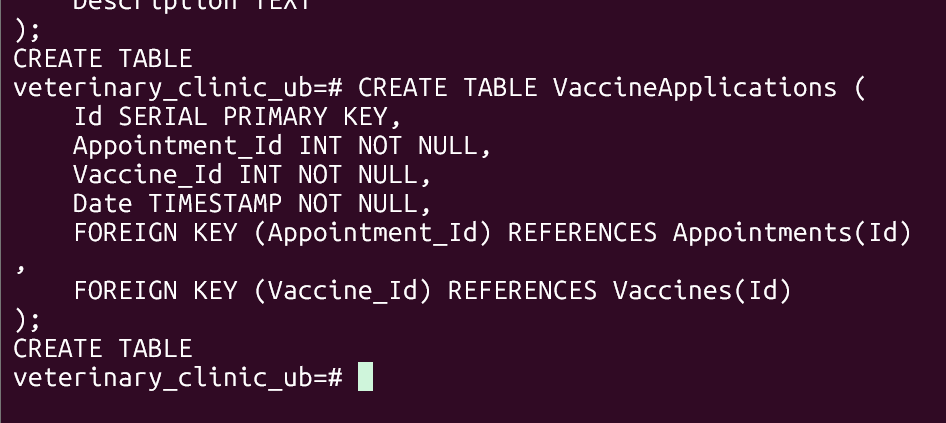 Description TEXT
);
CREATE TABLE
veterinary_clinic_ub=# CREATE TABLE VaccineApplications (
    Id SERIAL PRIMARY KEY,
    Appointment_Id INT NOT NULL,
    Vaccine_Id INT NOT NULL,
    Date TIMESTAMP NOT NULL,
    FOREIGN KEY (Appointment_Id) REFERENCES Appointments(Id)
,
    FOREIGN KEY (Vaccine_Id) REFERENCES Vaccines(Id)
);
CREATE TABLE
veterinary_clinic_ub=#